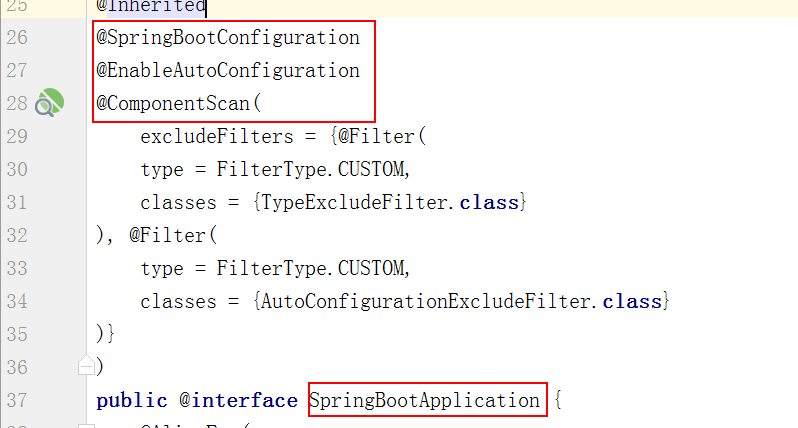 25 @Inherited
26 @SpringBootConfiguration
27 @EnableAutoConfiguration
28 @ComponentScan(
29 excludeFilters = {@Filter(
30 type = FilterType.CUSTOM,
31 classes = {TypeExcludeFilter.class}
32 ), @Filter(
33 type = FilterType.CUSTOM,
34 classes = {AutoConfigurationExcludeFilter.class}
35 )}
36 )
37 public @interface SpringBootApplication {